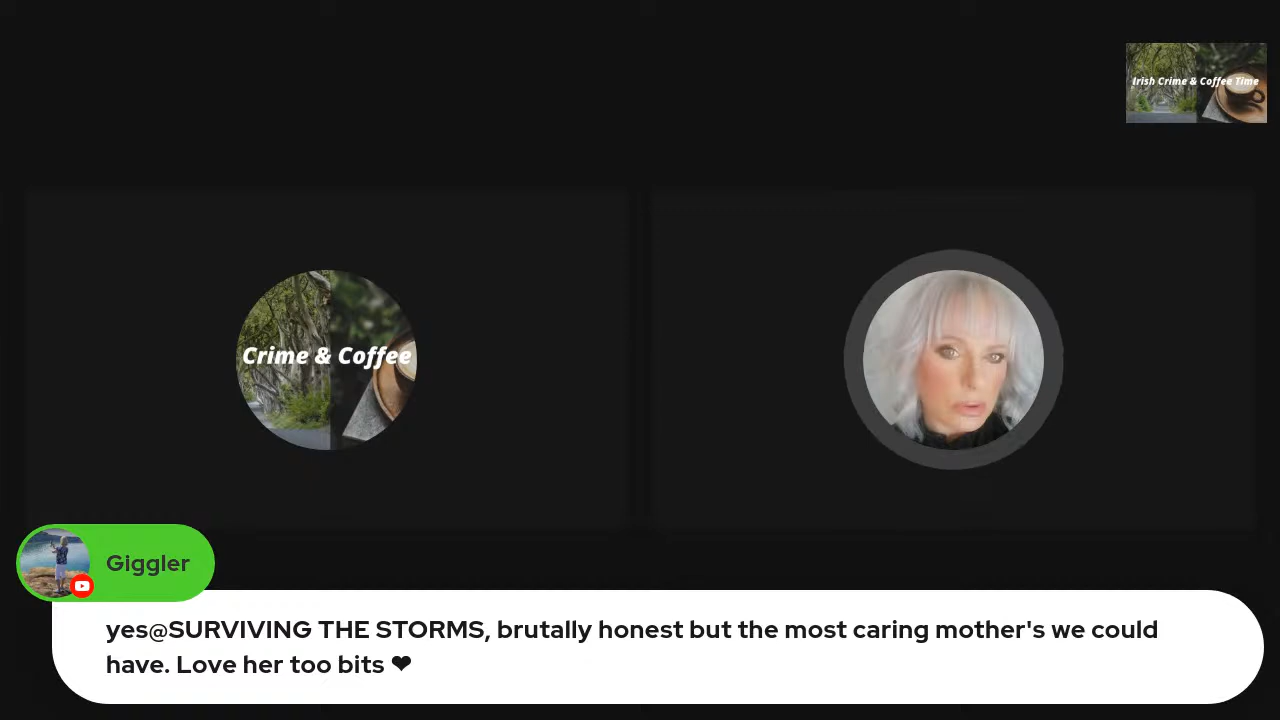 Irish Crime & Coffee Time
Crime & Coffee
Giggler
yes@SURVIVING THE STORMS, brutally honest but the most caring mother's we could
have. Love her too bits ❤